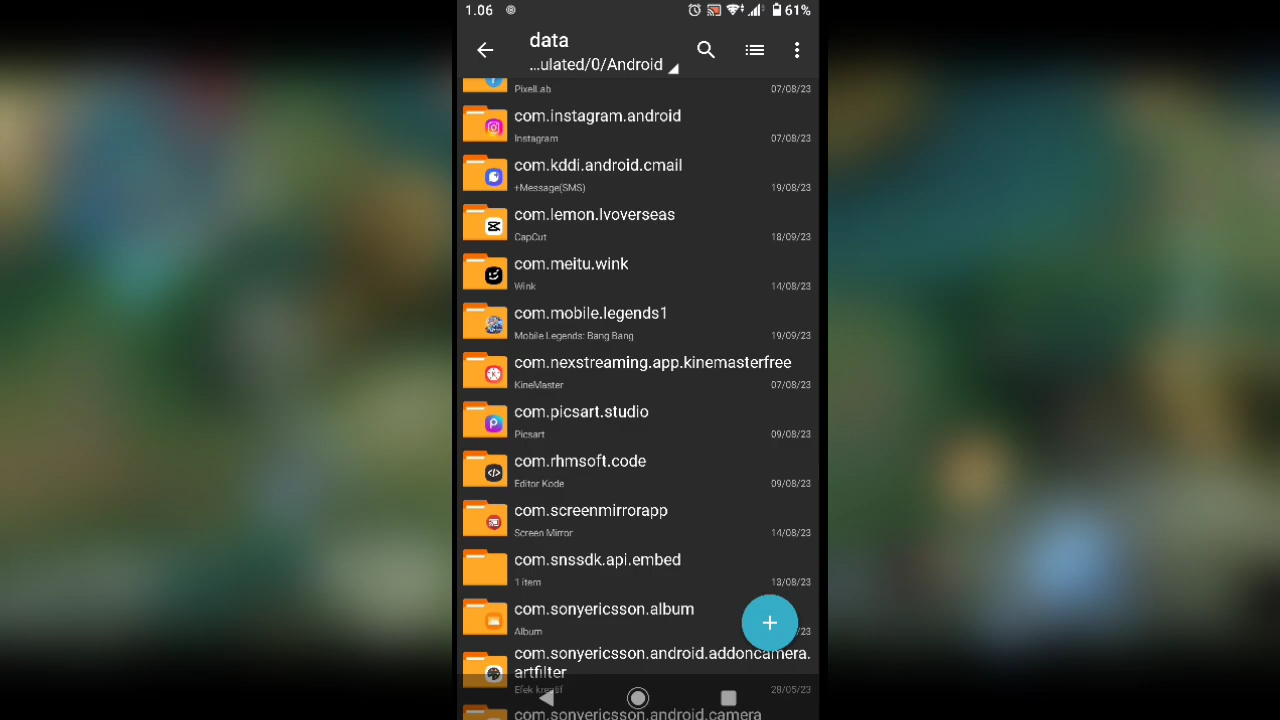 1.06
61%
data
...ulated/0/Android
PixelLab
07/08/23
com.instagram.android
Instagram
07/08/23
com.kddi.android.cmail
+Message(SMS)
19/08/23
com.lemon.lvoverseas
CapCut
18/09/23
com.meitu.wink
Wink
14/08/23
com.mobile.legends1
Mobile Legends: Bang Bang
19/09/23
com.nexstreaming.app.kinemasterfree
KineMaster
07/08/23
com.picsart.studio
Picsart
09/08/23
com.rhmsoft.code
Editor Kode
09/08/23
com.screenmirrorapp
Screen Mirror
14/08/23
com.snssdk.api.embed
1 item
13/08/23
com.sonyericsson.album
Album
/23
com.sonyericsson.android.addoncamera.
artfilter
Efek kreatif
28/05/23
com.sonyericsson.android.camera